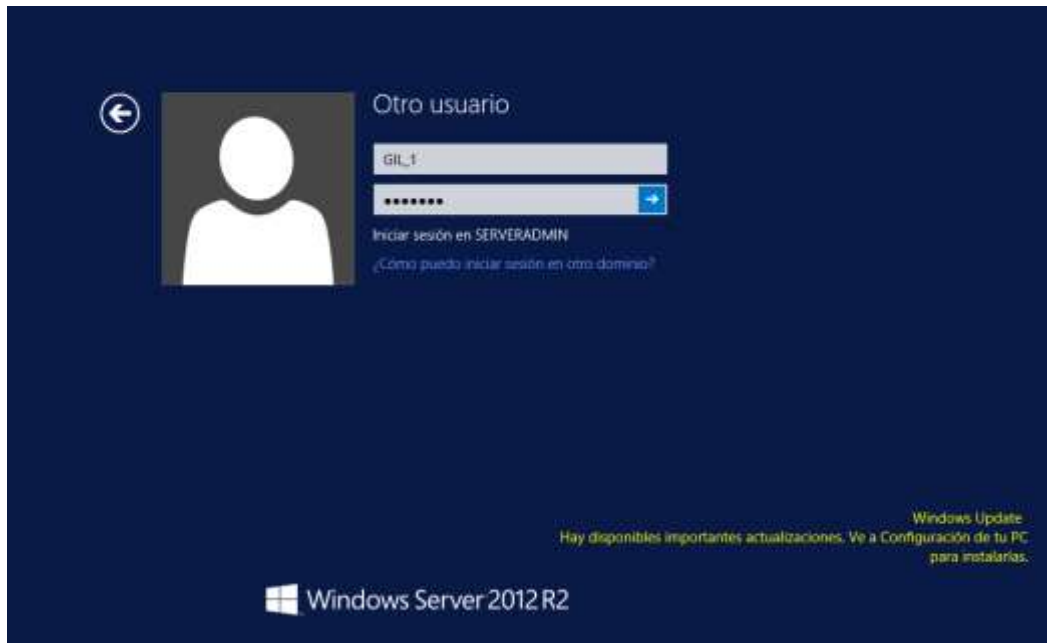 Otro usuario
GIL_1
•••••••
Iniciar sesión en SERVERADMIN
¿Cómo puedo iniciar sesión en otro dominio?
Windows Update
Hay disponibles importantes actualizaciones. Ve a Configuración de tu PC
para instalarlas.
Windows Server 2012 R2